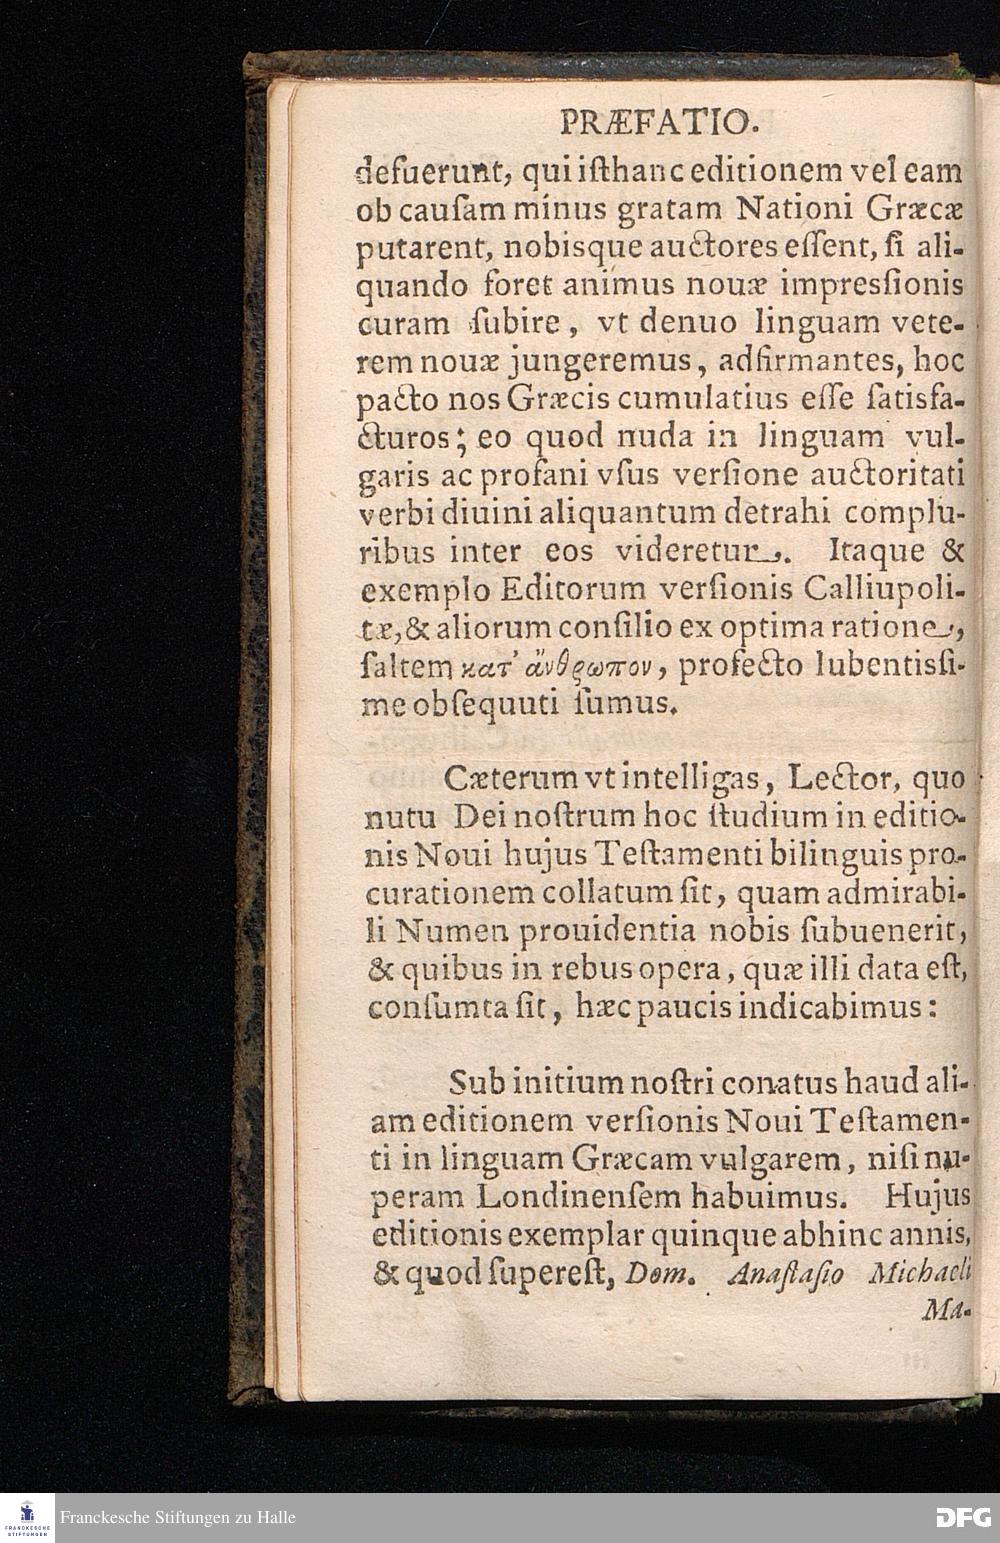 PRÆFATIO.
defuerunt, qui iſthanc editionem vel eam
ob cauſam minus gratam Nationi Græcæ
putarent, nobisque auctores eſſent, ſi ali-
quando foret animus nouæ impresſionis
curam ſubire, vt denuo linguam vete-
rem nouæ jungeremus, adfirmantes, hoc
pacto nos Græcis cumulatius eſſe ſatisfa-
cturos; eo quod nuda in linguam vul-
garis ac profani vſus verſione auctoritati
verbi diuini aliquantum detrahi complu-
ribus inter eos videretur. Itaque &
exemplo Editorum verſionis Calliupoli-
tæ, & aliorum conſilio ex optima ratione,
ſaltem κατ' ἄνθρωπον, profecto lubentisſi-
me obſequuti ſumus.
Cæterum vt intelligas, Lector, quo
nutu Dei noſtrum hoc ſtudium in editio-
nis Noui hujus Teſtamenti bilinguis pro-
curationem collatum ſit, quam admirabi-
li Numen prouidentia nobis ſubuenerit,
& quibus in rebus opera, quæ illi data eſt,
conſumta ſit, hæc paucis indicabimus:
Sub initium noſtri conatus haud ali-
am editionem verſionis Noui Teſtamen-
ti in linguam Græcam vulgarem, niſi nu-
peram Londinenſem habuimus. Hujus
editionis exemplar quinque abhinc annis,
& quod ſupereſt, Dom. Anaſtaſio Michaeli
Ma-
FRANCKESCHE
STIFTUNGEN
Franckesche Stiftungen zu Halle
DFG